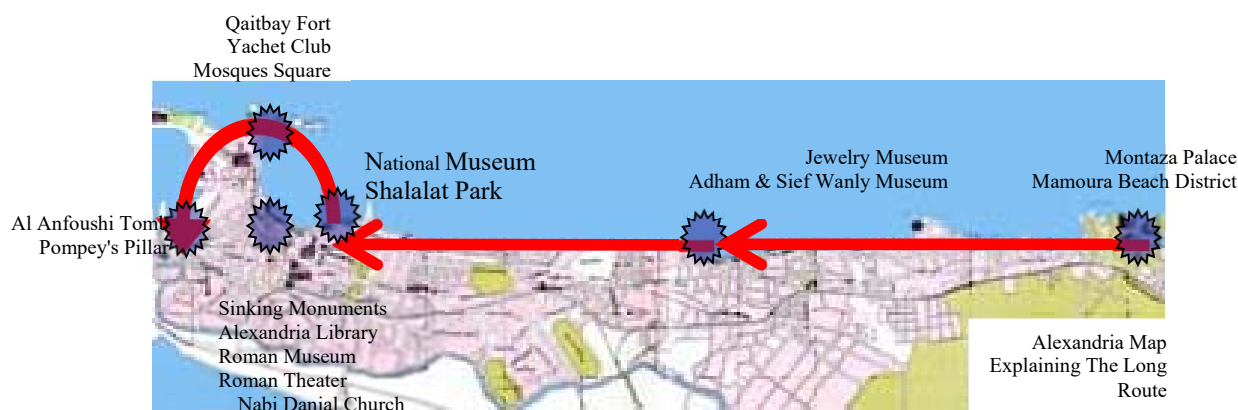 Qaitbay Fort
Yachet Club
Mosques Square
National Museum
Shalalat Park
Jewelry Museum
Adham & Sief Wanly Museum
Montaza Palace
Mamoura Beach District
Al Anfoushi Tomb
Pompey's Pillar
Sinking Monuments
Alexandria Library
Roman Museum
Roman Theater
Nabi Danial Church
Alexandria Map
Explaining The Long
Route